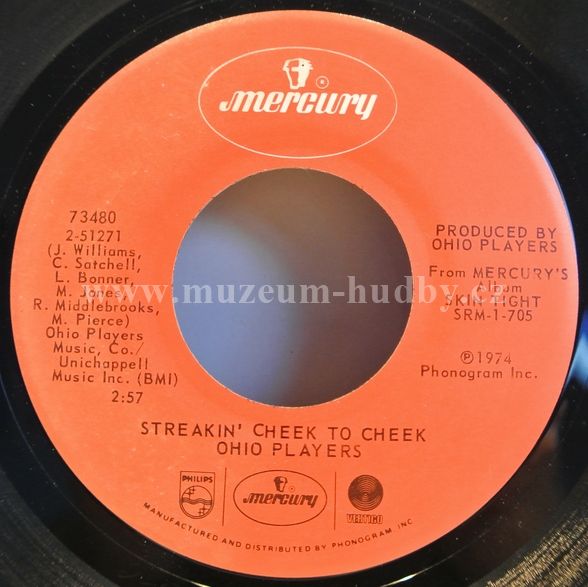 mercury
®
73480
2-51271
(J. Williams,
C. Satchell,
L. Bonner,
M. Jones,
R. Middlebrooks,
M. Pierce)
Ohio Players
Music, Co./
Unichappell
Music Inc. (BMI)
2:57
PRODUCED BY
OHIO PLAYERS
From MERCURY'S
Album
SKIN TIGHT
SRM-1-705
℗ 1974
Phonogram Inc.
www.muzeum-hudby.cz
STREAKIN' CHEEK TO CHEEK
OHIO PLAYERS
PHILIPS
mercury
VERTIGO
MANUFACTURED AND DISTRIBUTED BY PHONOGRAM INC